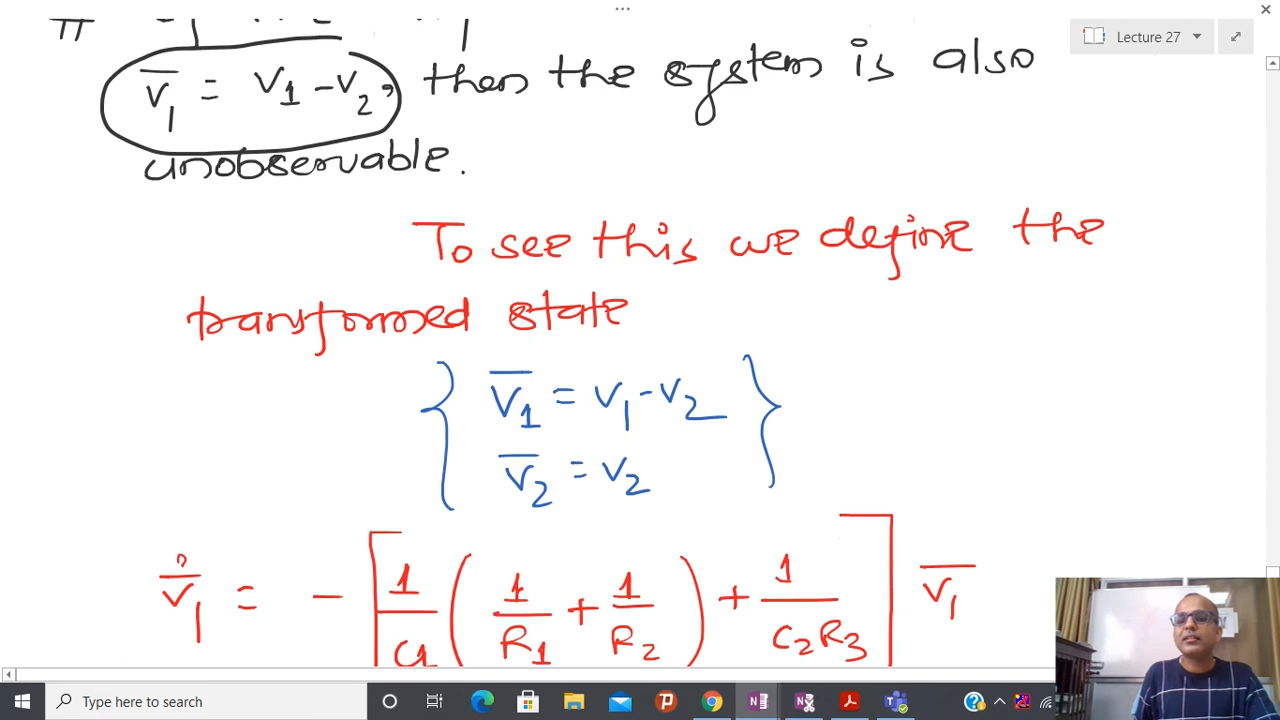 Lecture 27
V̅₁ = V₁ - V₂, then the system is also
unobservable.
To see this we define the
transformed state
V̅₁ = V₁ - V₂
V̅₂ = V₂
V̅̇₁ = - [ 1/C₁ ( 1/R₁ + 1/R₂ ) + 1/C₂R₃ ] V̅₁
Type here to search